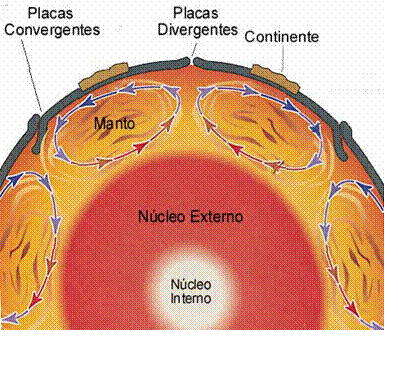 Placas
Convergentes
Placas
Divergentes
Continente
Manto
Núcleo Externo
Núcleo
Interno